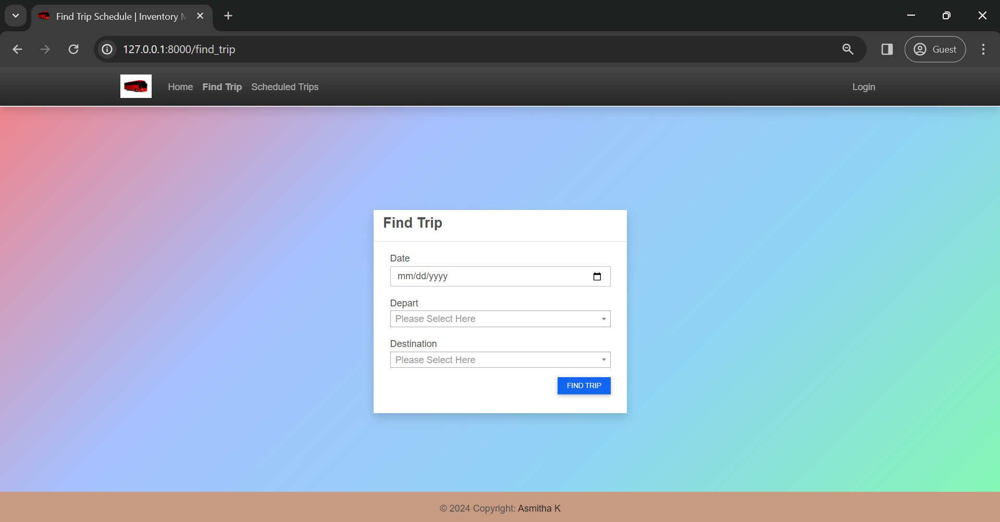 Find Trip Schedule | Inventory
127.0.0.1:8000/find_trip
Guest
Home Find Trip Scheduled Trips Login
Find Trip
Date
mm/dd/yyyy
Depart
Please Select Here
Destination
Please Select Here
FIND TRIP
© 2024 Copyright: Asmitha K